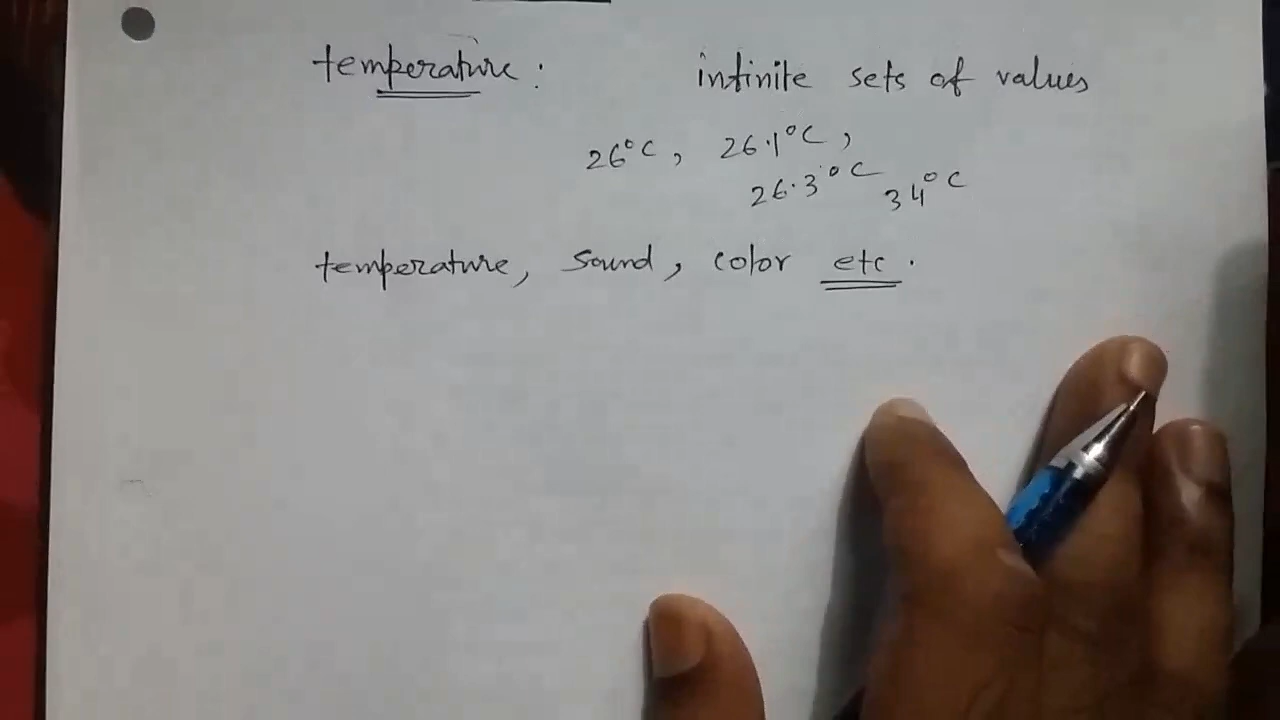 temperature : infinite sets of values
26°C, 26.1°C,
26.3°C 34°C
temperature, sound, color etc.